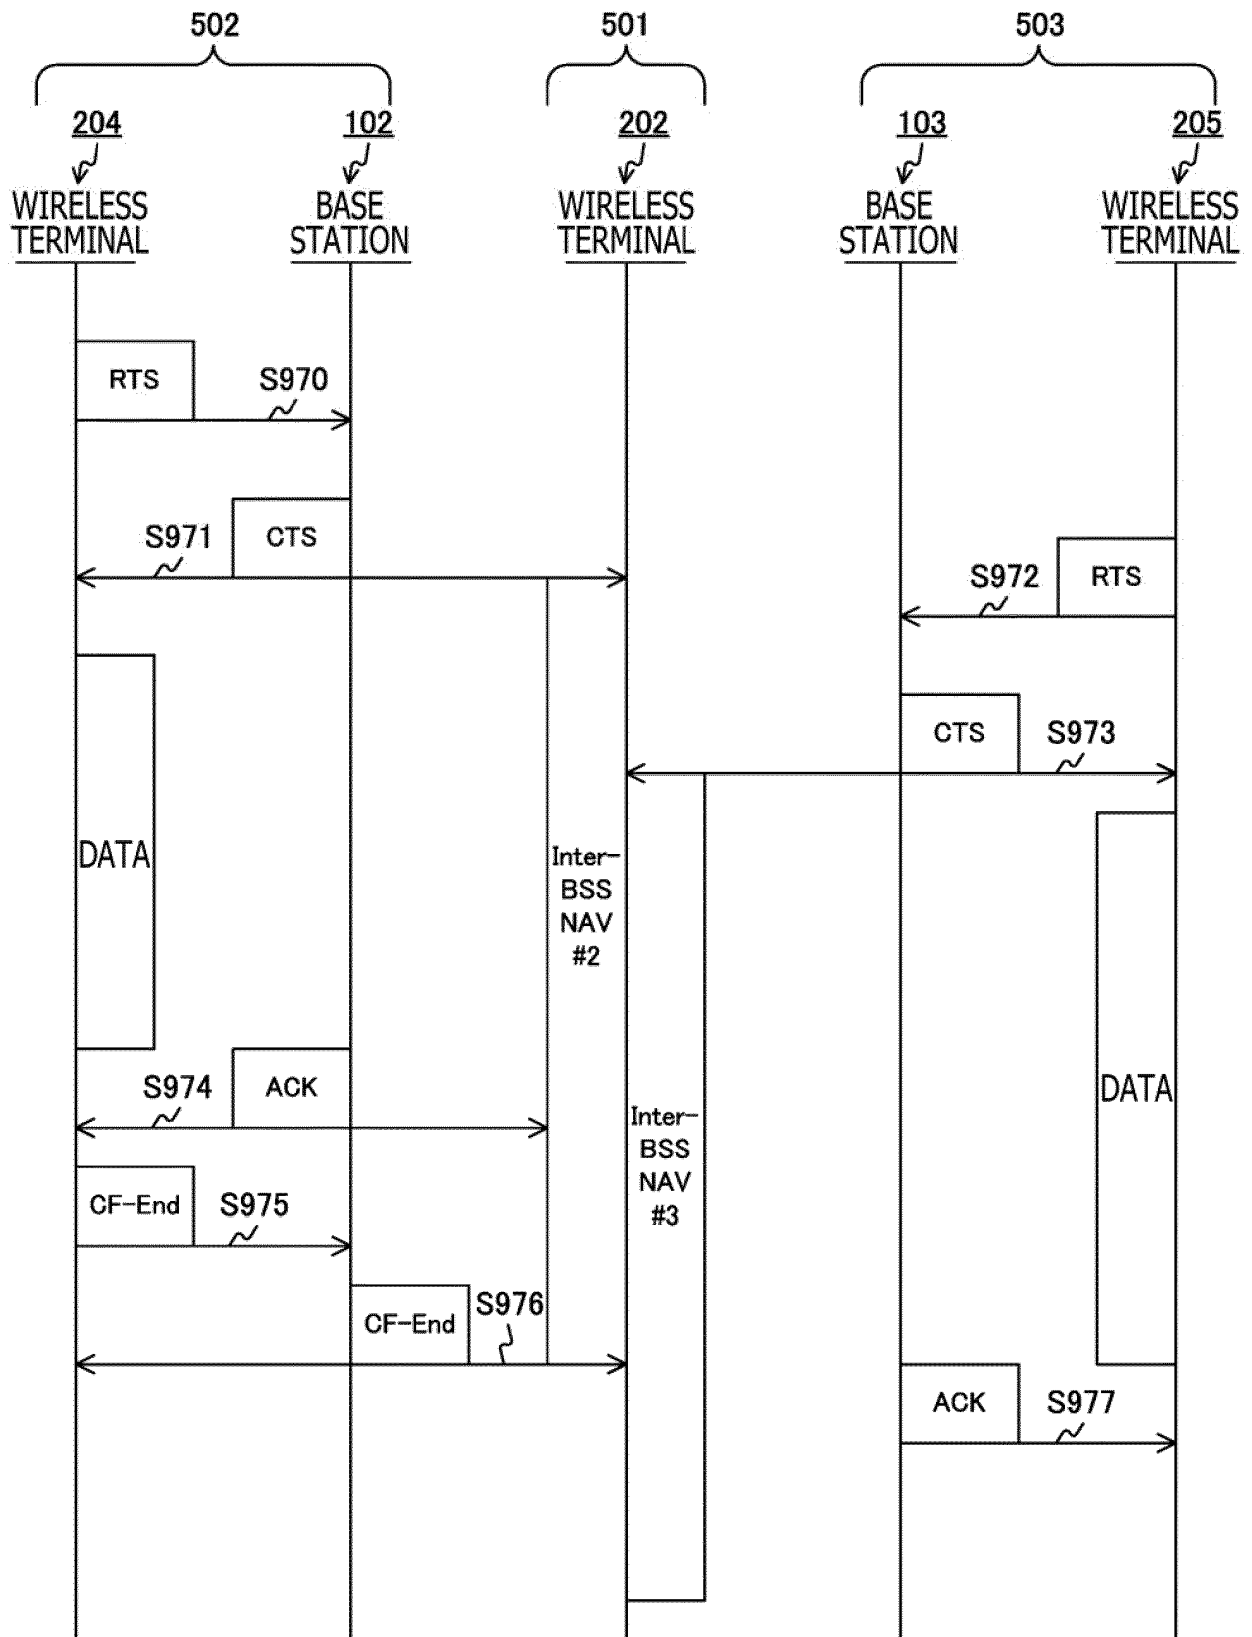 502
501
503
204
102
202
103
205
WIRELESS
TERMINAL
BASE
STATION
WIRELESS
TERMINAL
BASE
STATION
WIRELESS
TERMINAL
RTS
S970
S971
CTS
S972
RTS
CTS
S973
DATA
Inter-
BSS
NAV
#2
S974
ACK
DATA
Inter-
BSS
NAV
#3
CF-End
S975
CF-End
S976
ACK
S977